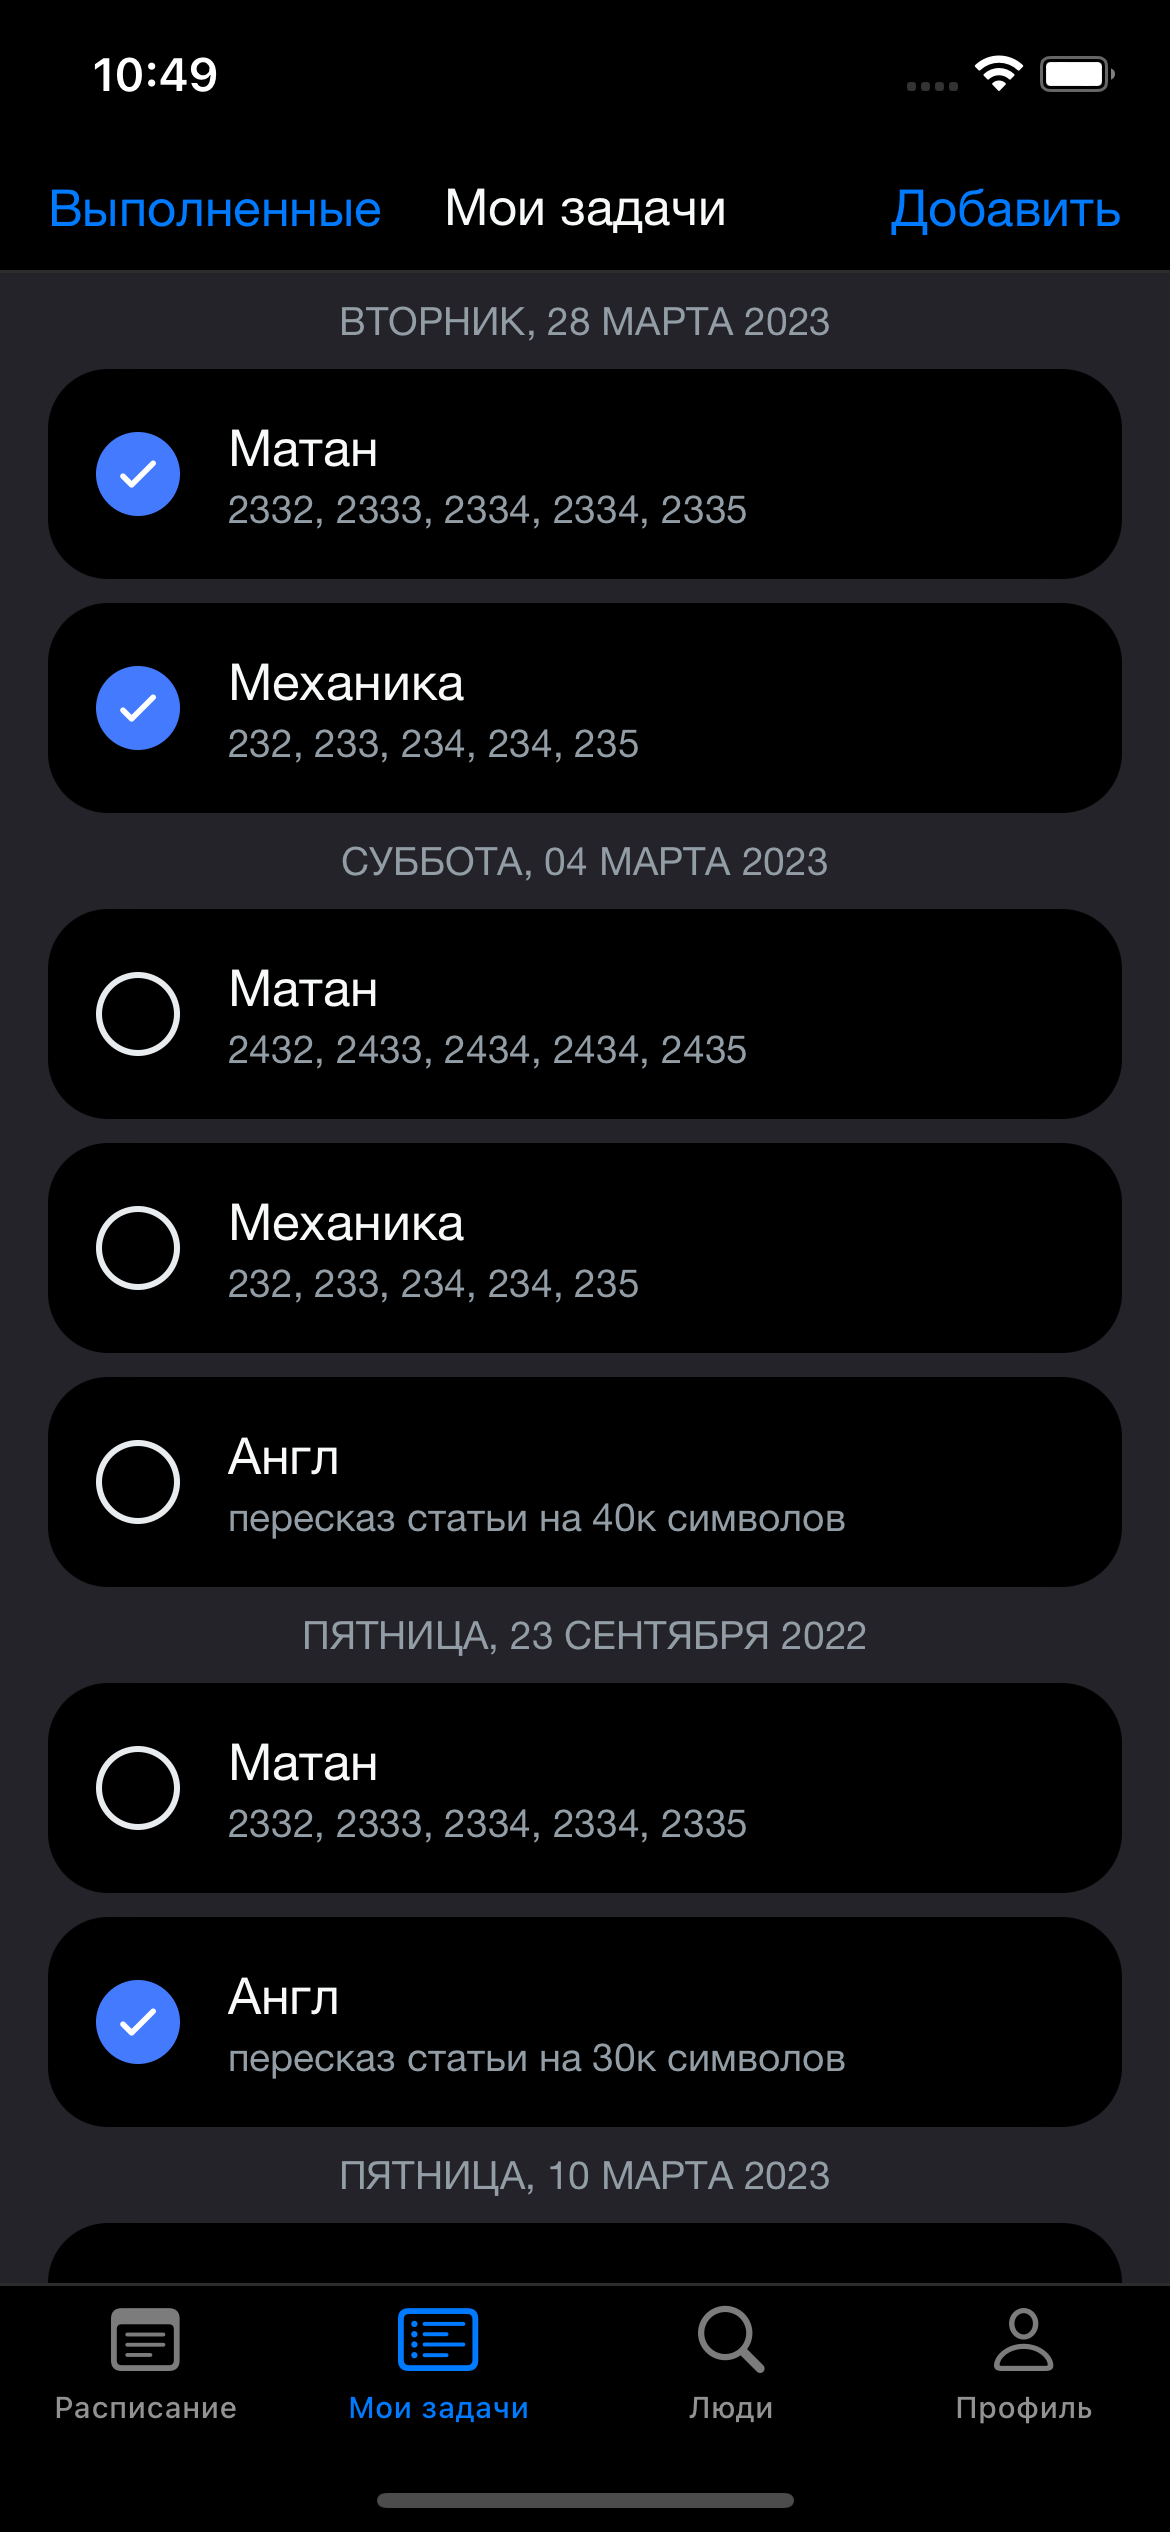 10:49
Выполненные Мои задачи Добавить
ВТОРНИК, 28 МАРТА 2023
Матан
2332, 2333, 2334, 2334, 2335
Механика
232, 233, 234, 234, 235
СУББОТА, 04 МАРТА 2023
Матан
2432, 2433, 2434, 2434, 2435
Механика
232, 233, 234, 234, 235
Англ
пересказ статьи на 40к символов
ПЯТНИЦА, 23 СЕНТЯБРЯ 2022
Матан
2332, 2333, 2334, 2334, 2335
Англ
пересказ статьи на 30к символов
ПЯТНИЦА, 10 МАРТА 2023
Расписание Мои задачи Люди Профиль